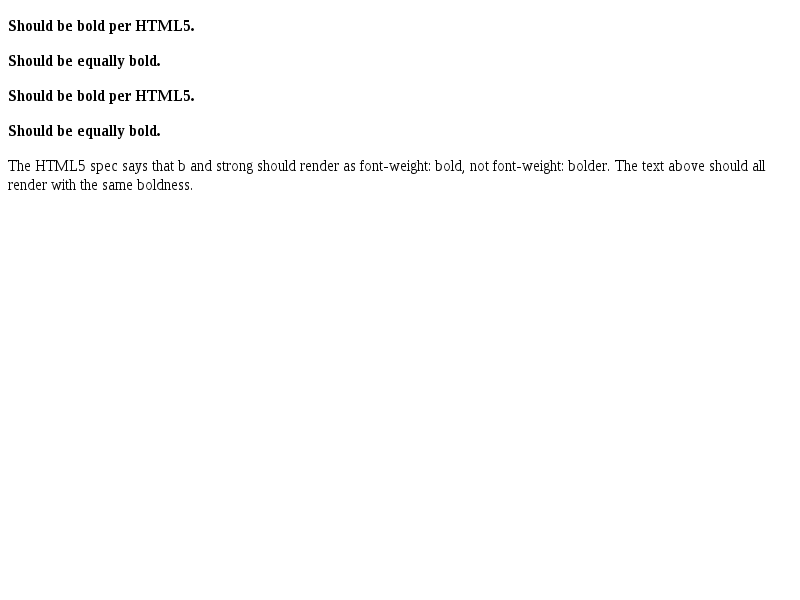 Should be bold per HTML5.
Should be equally bold.
Should be bold per HTML5.
Should be equally bold.
The HTML5 spec says that b and strong should render as font-weight: bold, not font-weight: bolder. The text above should all
render with the same boldness.